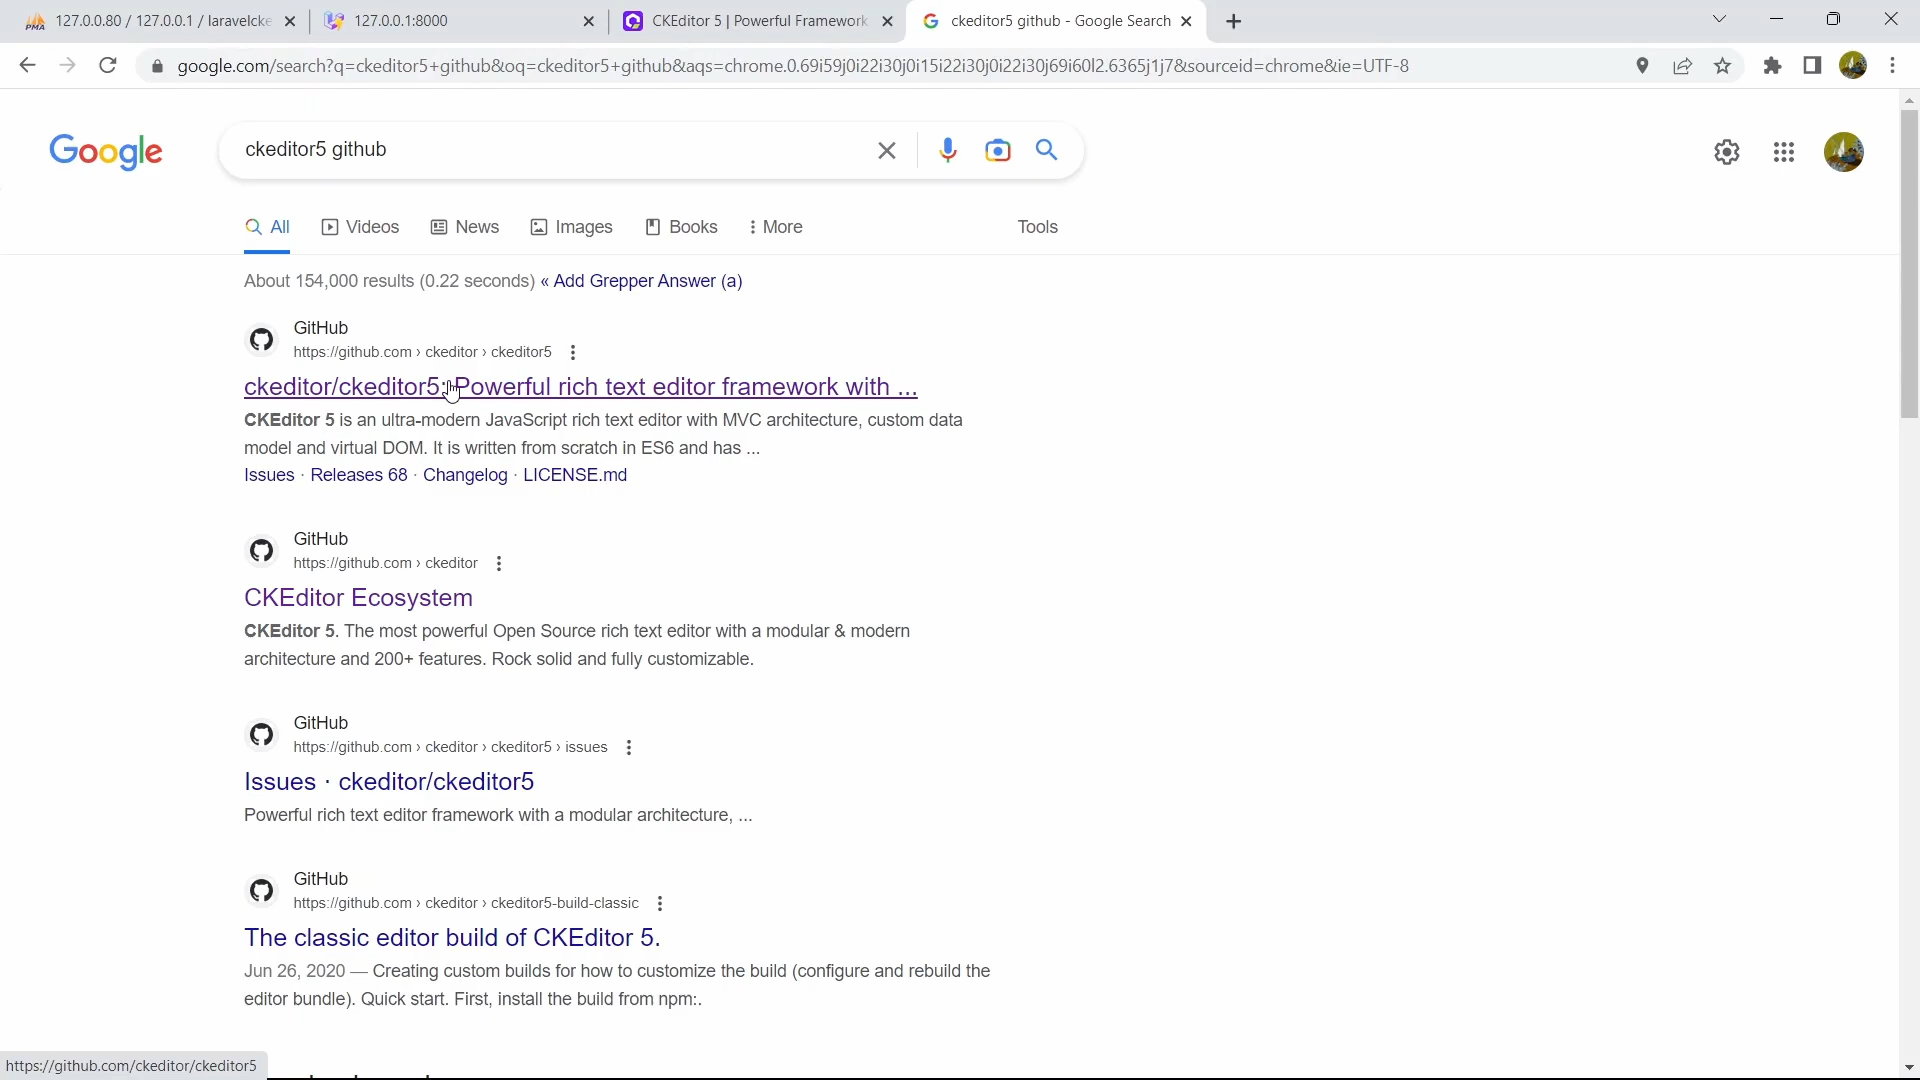 127.0.0.80 / 127.0.0.1 / laravelcke
127.0.0.1:8000
CKEditor 5 | Powerful Framework
ckeditor5 github - Google Search
google.com/search?q=ckeditor5+github&oq=ckeditor5+github&aqs=chrome.0.69i59j0i22i30j0i15i22i30j0i22i30j69i60l2.6365j1j7&sourceid=chrome&ie=UTF-8
Google
ckeditor5 github
All
Videos
News
Images
Books
More
Tools
About 154,000 results (0.22 seconds) « Add Grepper Answer (a)
GitHub
https://github.com › ckeditor › ckeditor5
ckeditor/ckeditor5: Powerful rich text editor framework with ...
CKEditor 5 is an ultra-modern JavaScript rich text editor with MVC architecture, custom data
model and virtual DOM. It is written from scratch in ES6 and has ...
Issues · Releases 68 · Changelog · LICENSE.md
GitHub
https://github.com › ckeditor
CKEditor Ecosystem
CKEditor 5. The most powerful Open Source rich text editor with a modular & modern
architecture and 200+ features. Rock solid and fully customizable.
GitHub
https://github.com › ckeditor › ckeditor5 › issues
Issues · ckeditor/ckeditor5
Powerful rich text editor framework with a modular architecture, ...
GitHub
https://github.com › ckeditor › ckeditor5-build-classic
The classic editor build of CKEditor 5.
Jun 26, 2020 — Creating custom builds for how to customize the build (configure and rebuild the
editor bundle). Quick start. First, install the build from npm:.
https://github.com/ckeditor/ckeditor5